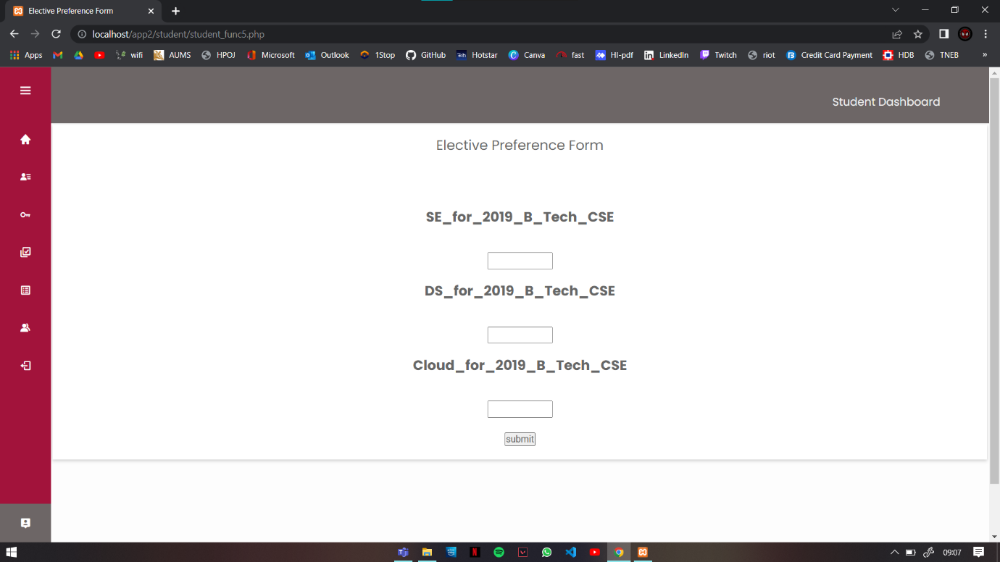 Elective Preference Form
localhost/app2/student/student_func5.php
Apps wifi AUMS HPOJ Microsoft Outlook 1Stop GitHub Hotstar Canva fast HI-pdf LinkedIn Twitch riot Credit Card Payment HDB TNEB »
Student Dashboard
Elective Preference Form
SE_for_2019_B_Tech_CSE
DS_for_2019_B_Tech_CSE
Cloud_for_2019_B_Tech_CSE
submit
09:07